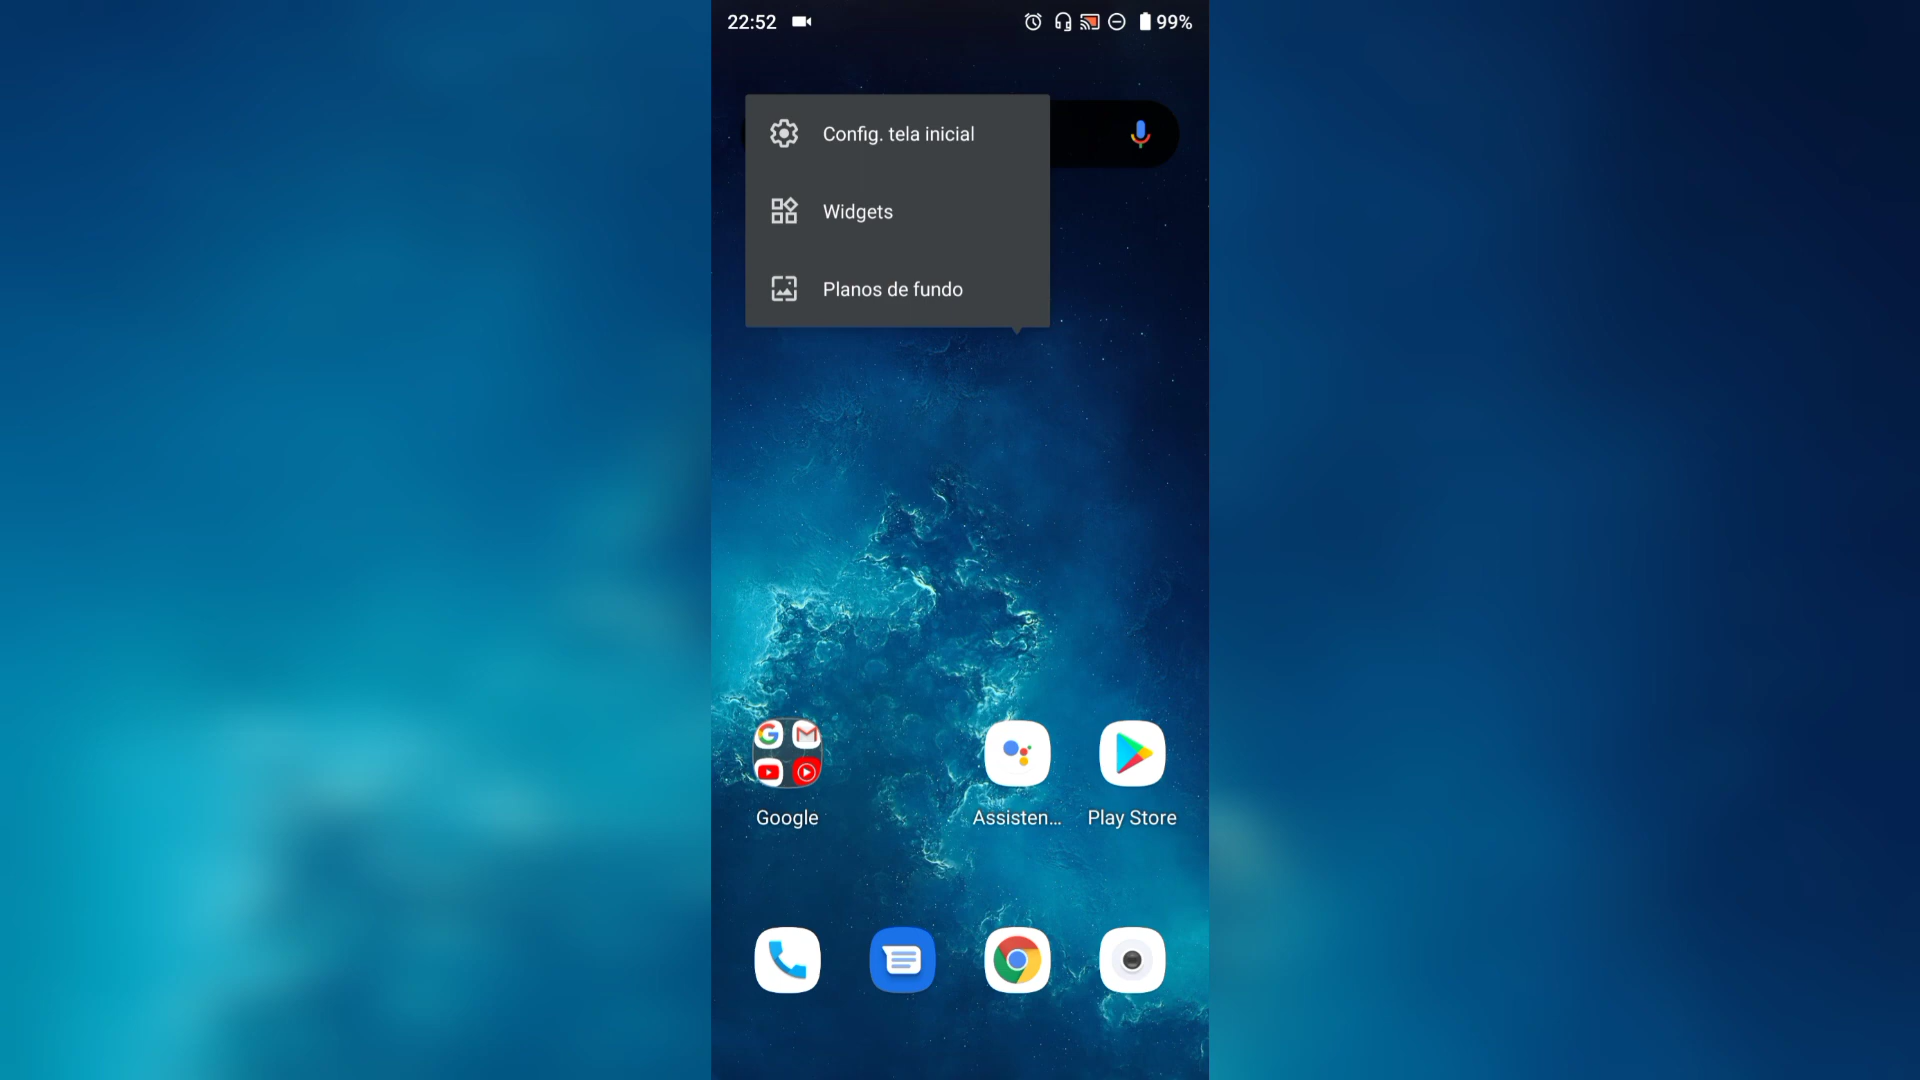 22:52 99%
Config. tela inicial
Widgets
Planos de fundo
Google
Assisten...
Play Store